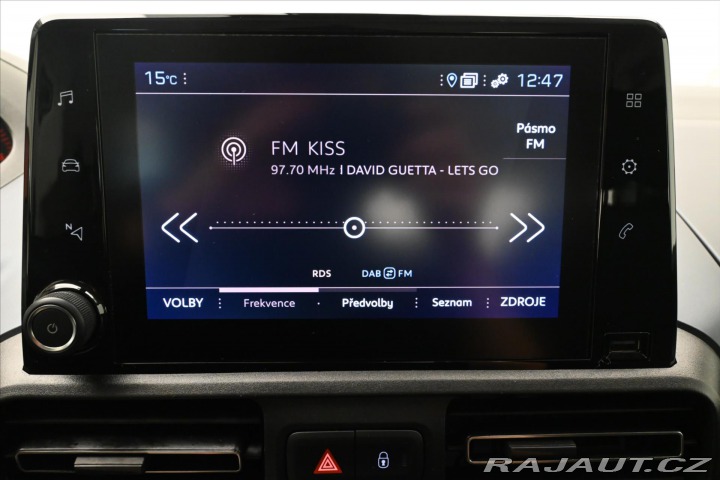 15°C
12:47
Pásmo
FM
FM KISS
97.70 MHz I DAVID GUETTA - LETS GO
RDS DAB FM
VOLBY Frekvence Předvolby Seznam ZDROJE
N
RAJAUT.CZ